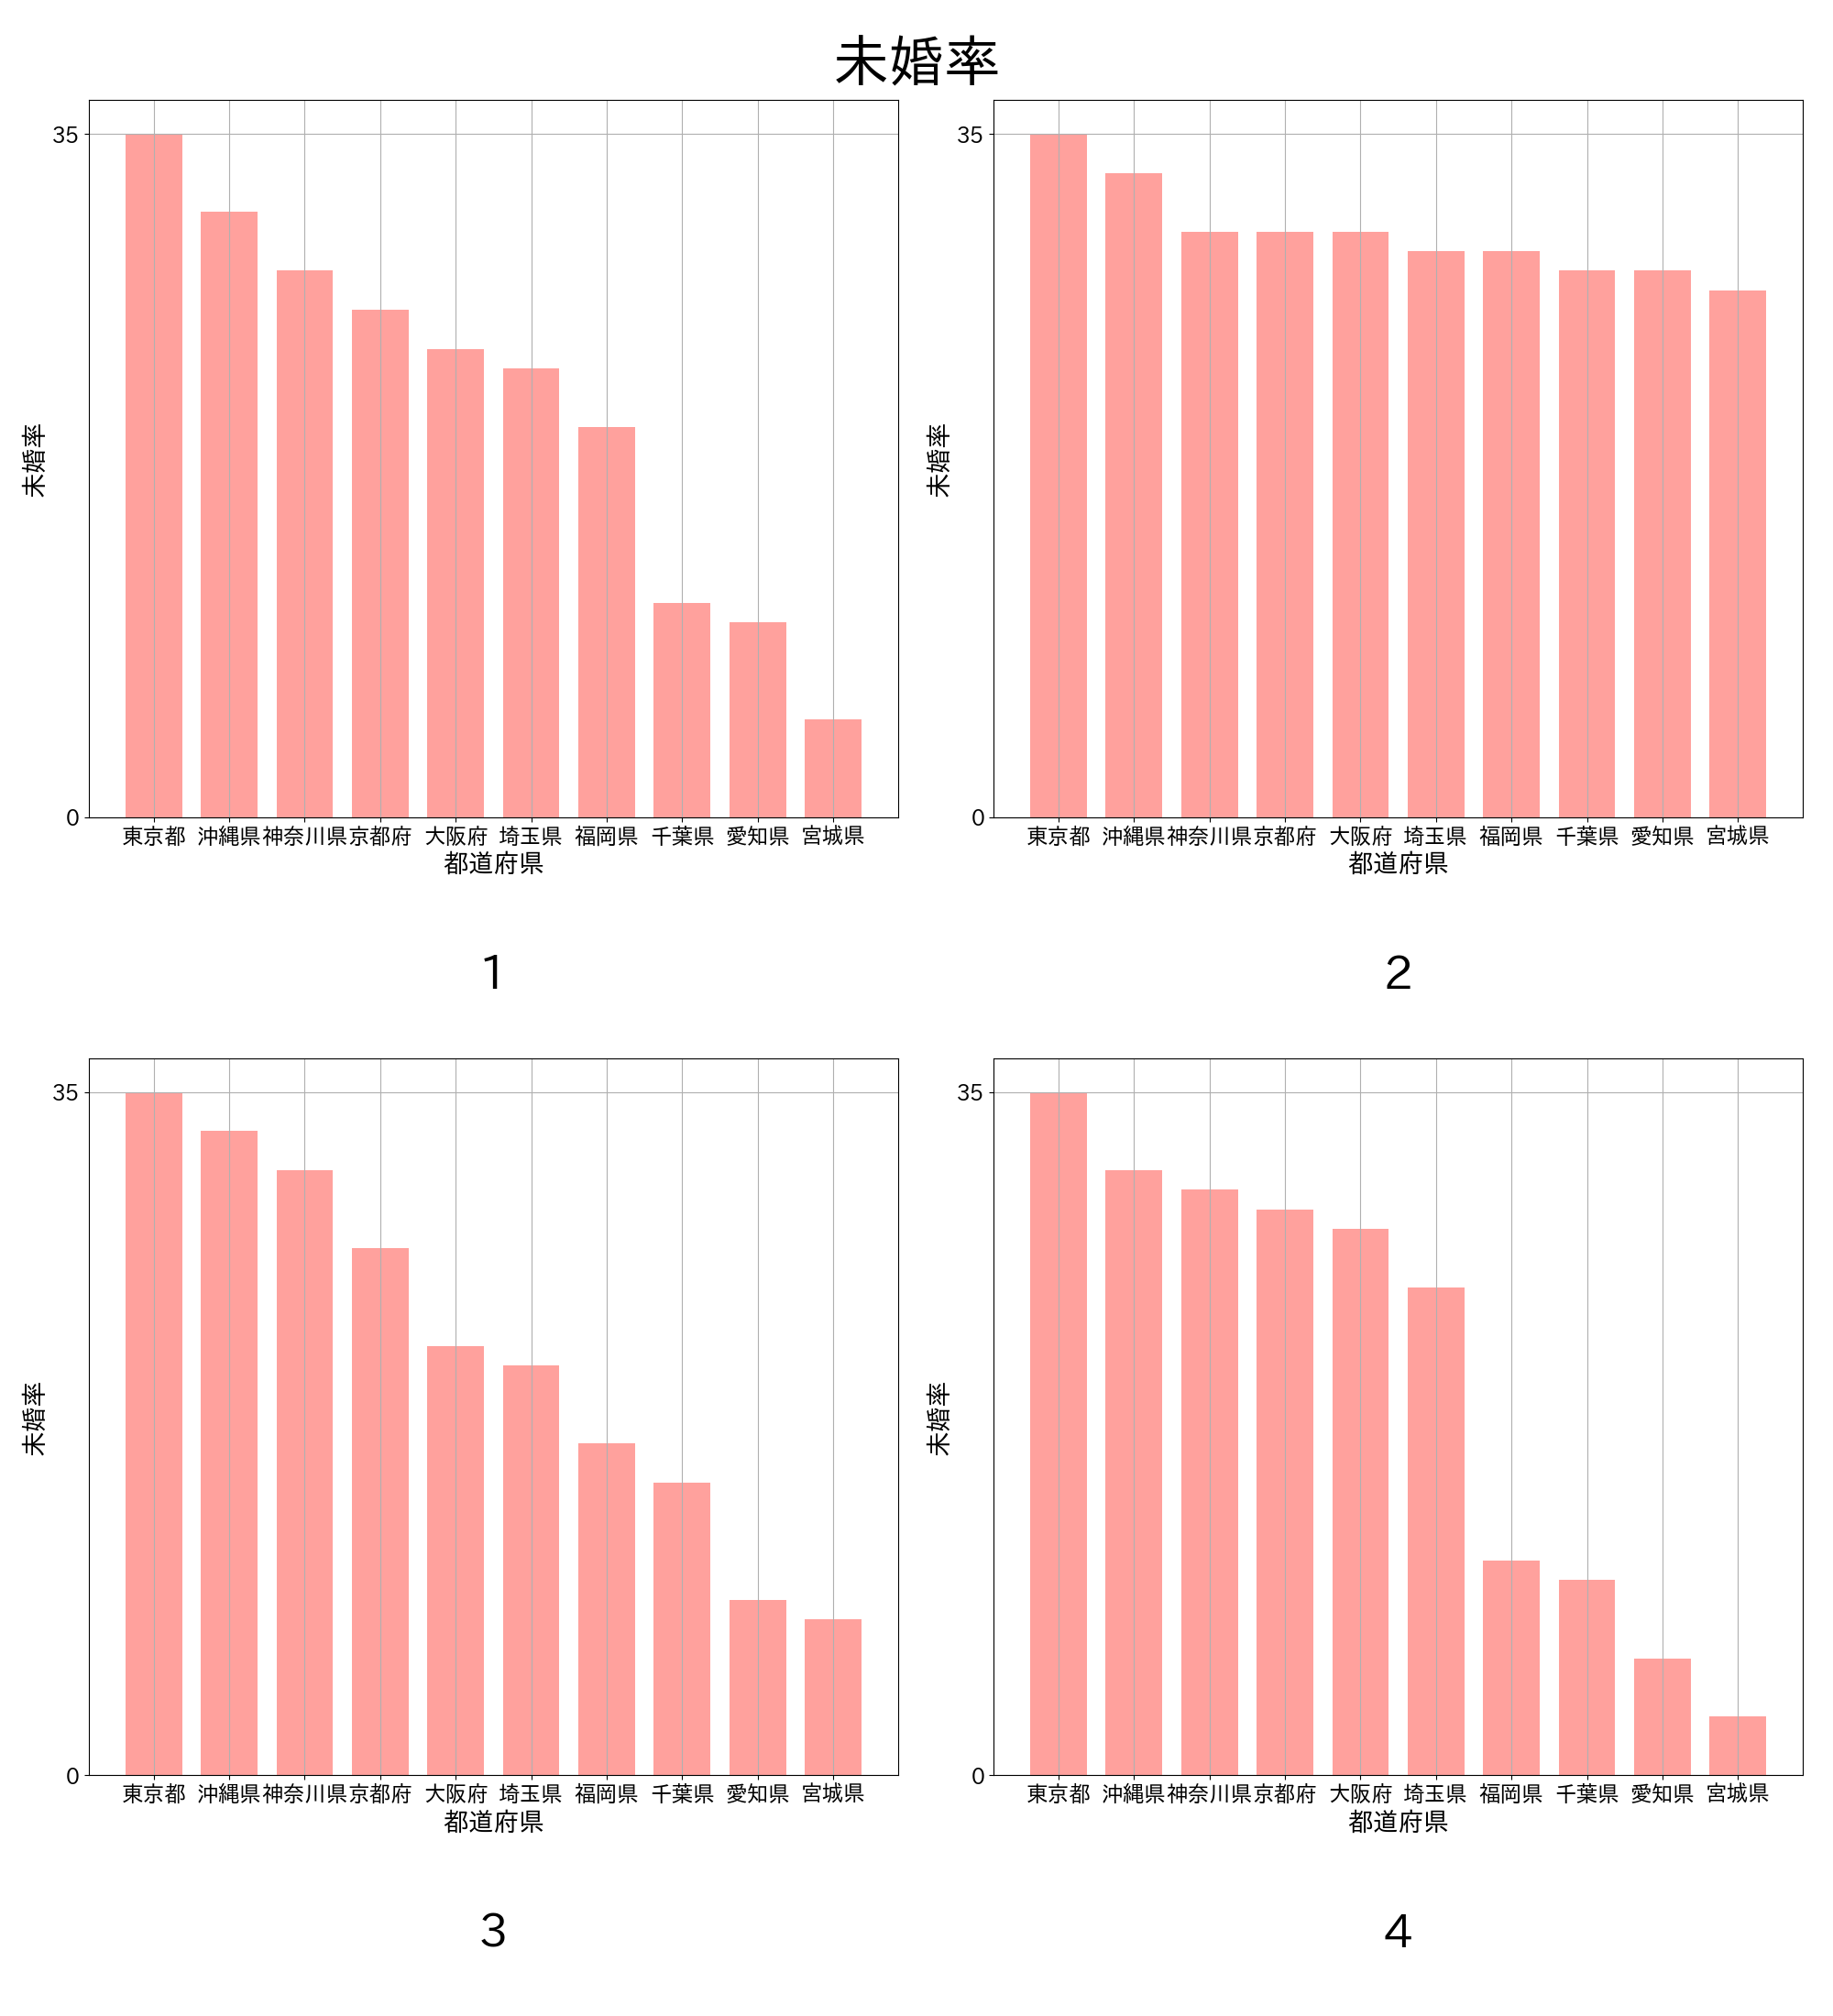 未婚率
35
0
未婚率
東京都 沖縄県 神奈川県 京都府 大阪府 埼玉県 福岡県 千葉県 愛知県 宮城県
都道府県
1
35
0
未婚率
東京都 沖縄県 神奈川県 京都府 大阪府 埼玉県 福岡県 千葉県 愛知県 宮城県
都道府県
2
35
0
未婚率
東京都 沖縄県 神奈川県 京都府 大阪府 埼玉県 福岡県 千葉県 愛知県 宮城県
都道府県
3
35
0
未婚率
東京都 沖縄県 神奈川県 京都府 大阪府 埼玉県 福岡県 千葉県 愛知県 宮城県
都道府県
4